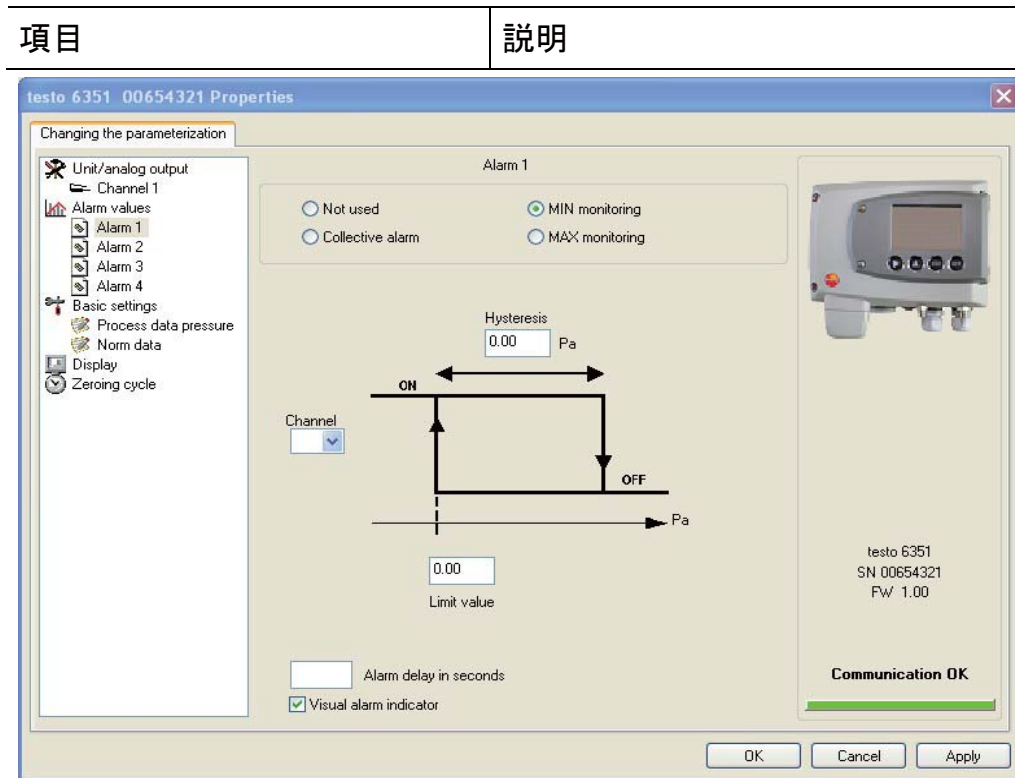 項目 説明
testo 6351 00654321 Properties
Changing the parameterization
Unit/analog output
Channel 1
Alarm values
Alarm 1
Alarm 2
Alarm 3
Alarm 4
Basic settings
Process data pressure
Norm data
Display
Zeroing cycle
Alarm 1
Not used
MIN monitoring
Collective alarm
MAX monitoring
Hysteresis
0.00 Pa
ON
Channel
OFF
Pa
0.00
Limit value
Alarm delay in seconds
Visual alarm indicator
testo 6351
SN 00654321
FW 1.00
Communication OK
OK Cancel Apply